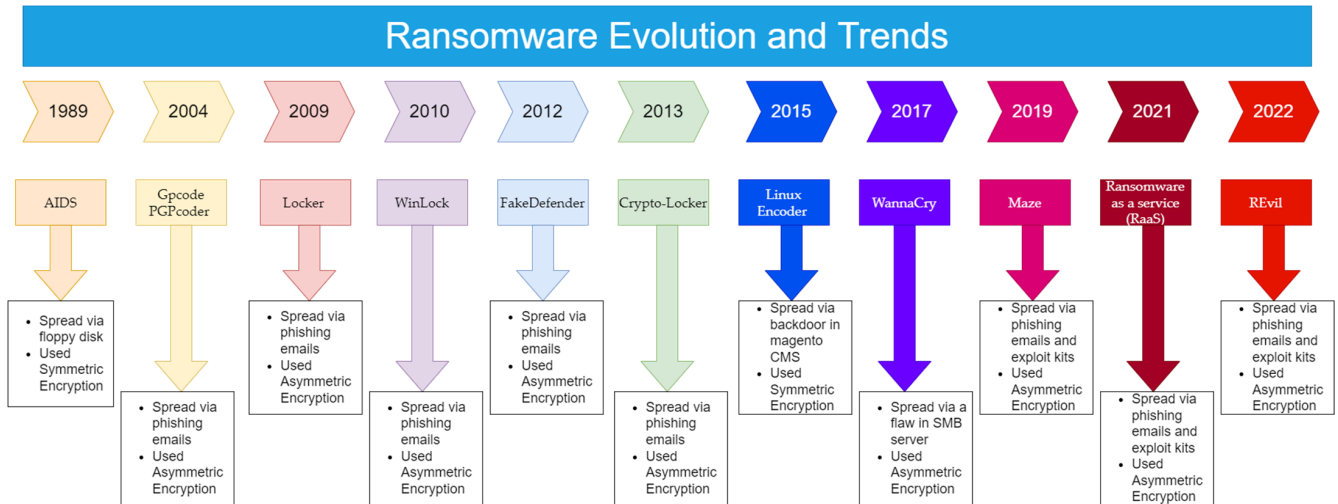 Ransomware Evolution and Trends
1989
2004
2009
2010
2012
2013
2015
2017
2019
2021
2022
AIDS
Gpcode
PGPcoder
Locker
WinLock
FakeDefender
Crypto-Locker
Linux
Encoder
WannaCry
Maze
Ransomware
as a service
(RaaS)
REvil
• Spread via
floppy disk
• Used
Symmetric
Encryption
• Spread via
phishing
emails
• Used
Asymmetric
Encryption
• Spread via
phishing
emails
• Used
Asymmetric
Encryption
• Spread via
phishing
emails
• Used
Asymmetric
Encryption
• Spread via
phishing
emails
• Used
Asymmetric
Encryption
• Spread via
phishing
emails
• Used
Asymmetric
Encryption
• Spread via
backdoor in
magento
CMS
• Used
Symmetric
Encryption
• Spread via a
flaw in SMB
server
• Used
Asymmetric
Encryption
• Spread via
phishing
emails and
exploit kits
• Used
Asymmetric
Encryption
• Spread via
phishing
emails and
exploit kits
• Used
Asymmetric
Encryption
• Spread via
phishing
emails and
exploit kits
• Used
Asymmetric
Encryption